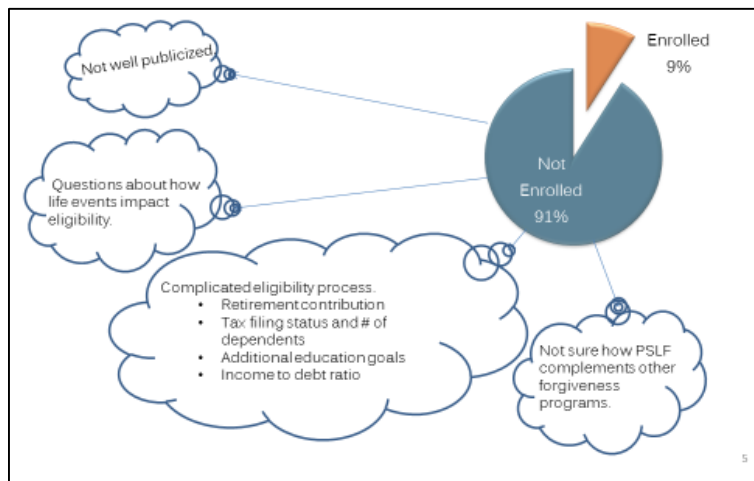 Not well publicized
Enrolled
9%
Not
Enrolled
91%
Questions about how
life events impact
eligibility.
Complicated eligibility process.
• Retirement contribution
• Tax filing status and # of
dependents
• Additional education goals
• Income to debt ratio
Not sure how PSLF
complements other
forgiveness
programs.
5